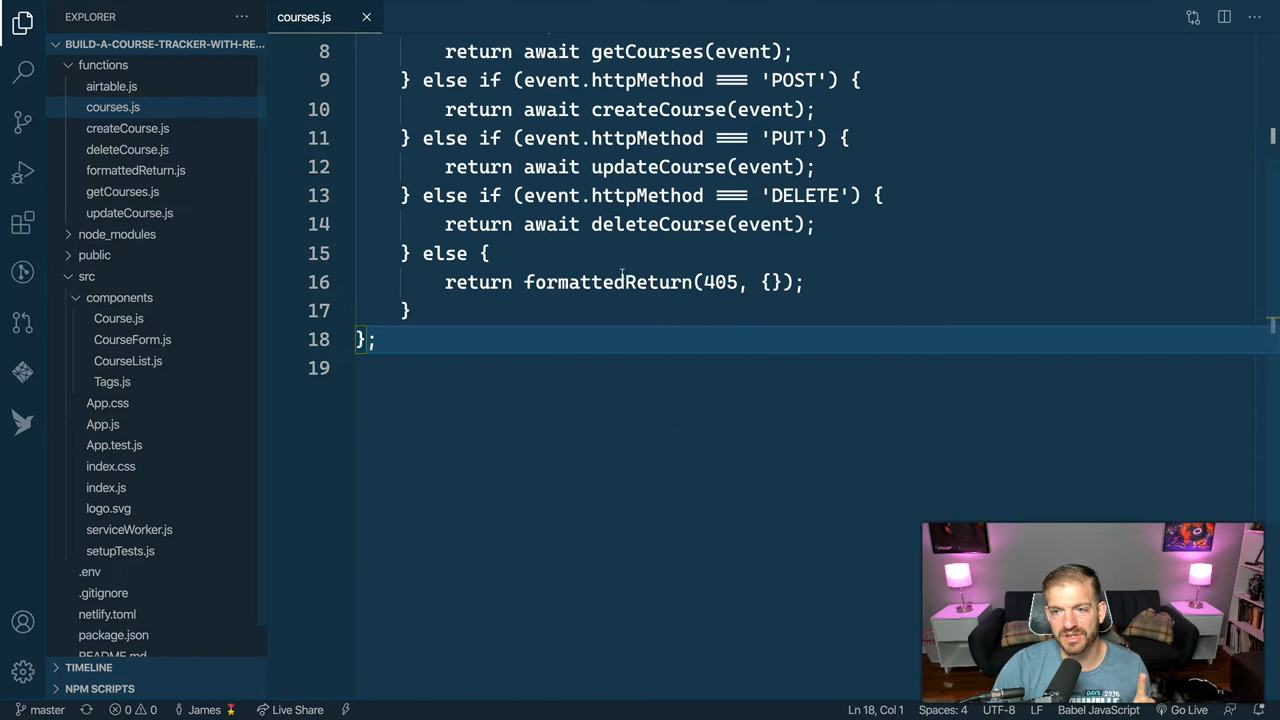 EXPLORER
courses.js
BUILD-A-COURSE-TRACKER-WITH-RE...
functions
airtable.js
courses.js
createCourse.js
deleteCourse.js
formattedReturn.js
getCourses.js
updateCourse.js
node_modules
public
src
components
Course.js
CourseForm.js
CourseList.js
Tags.js
App.css
App.js
App.test.js
index.css
index.js
logo.svg
serviceWorker.js
setupTests.js
.env
.gitignore
netlify.toml
package.json
README.md
TIMELINE
NPM SCRIPTS
8 return await getCourses(event);
9 } else if (event.httpMethod === 'POST') {
10 return await createCourse(event);
11 } else if (event.httpMethod === 'PUT') {
12 return await updateCourse(event);
13 } else if (event.httpMethod === 'DELETE') {
14 return await deleteCourse(event);
15 } else {
16 return formattedReturn(405, {});
17 }
18 };
19
DAYS
master
0
0
James
Live Share
Ln 18, Col 1
Spaces: 4
UTF-8
LF
Babel JavaScript
Go Live